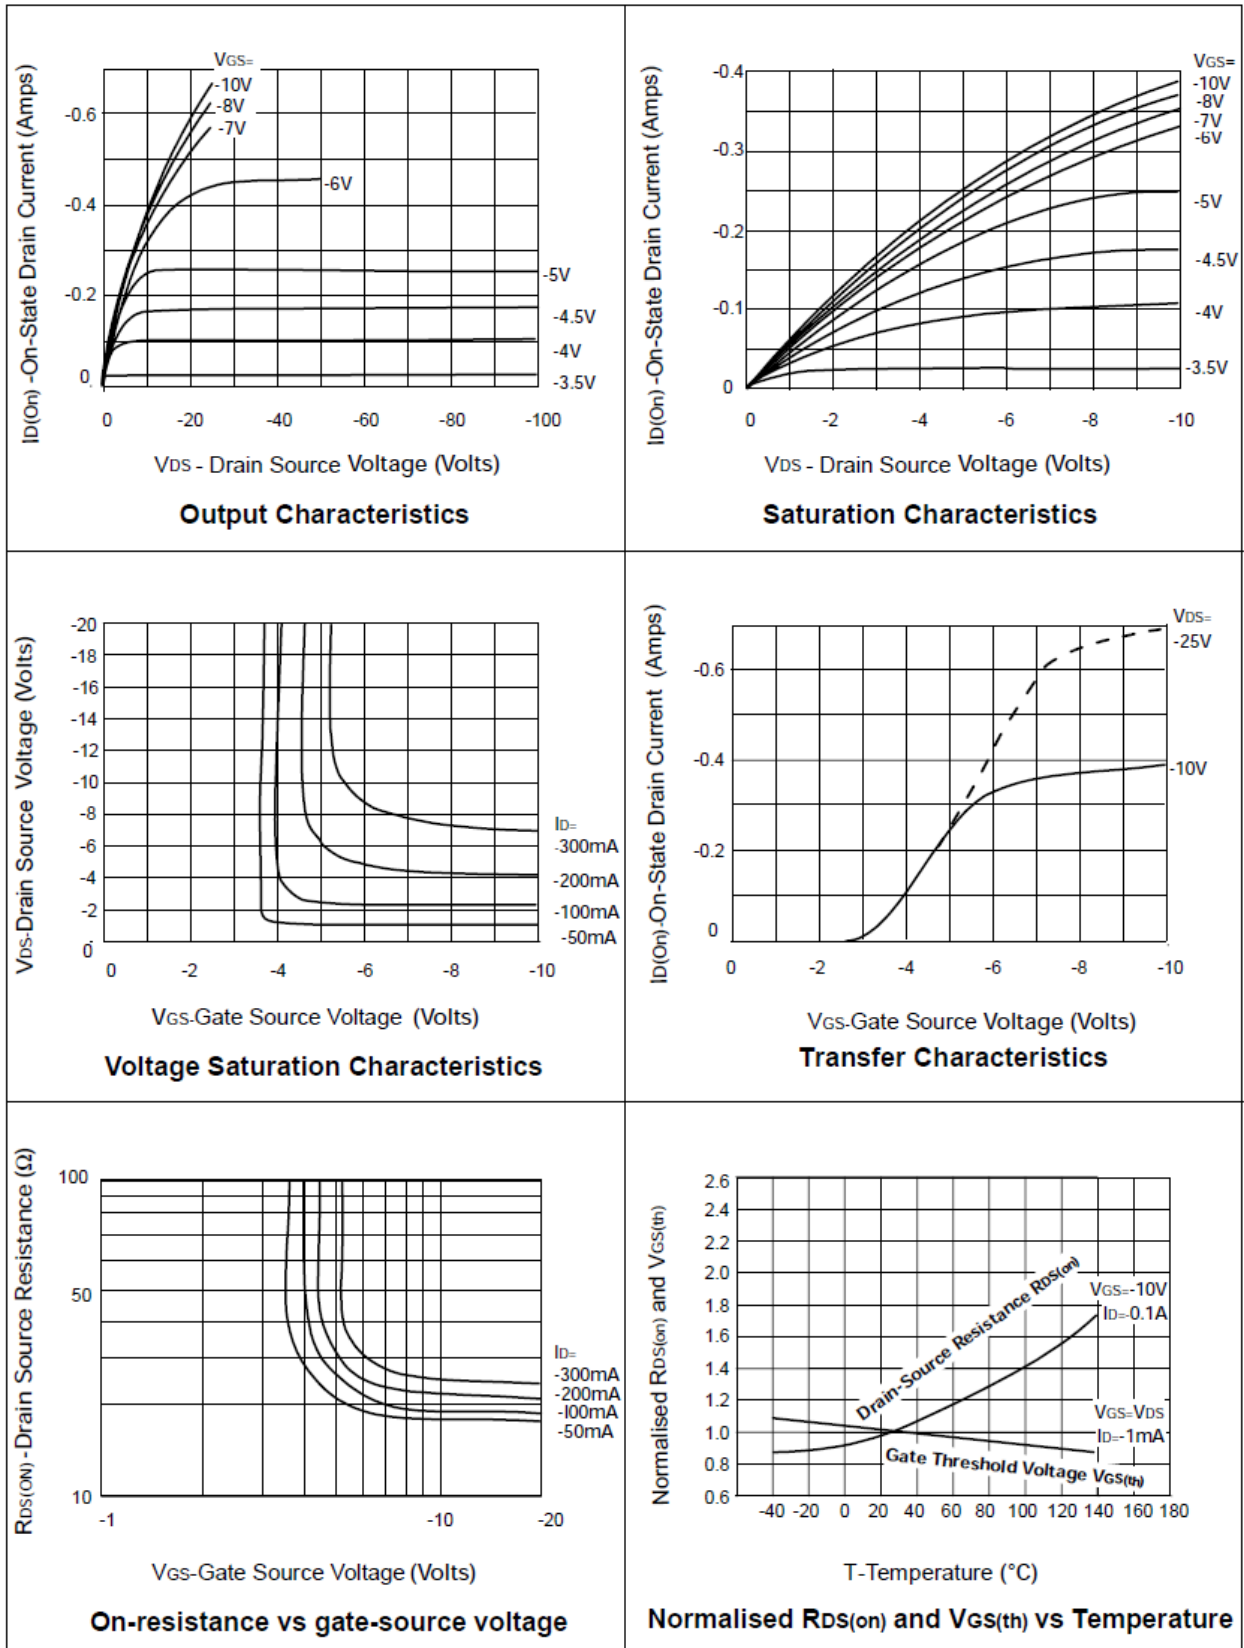 VGS=
-10V
-8V
-7V
-6V
-5V
-4.5V
-4V
-3.5V
-0.6
-0.4
-0.2
0
0 -20 -40 -60 -80 -100
ID(On) -On-State Drain Current (Amps)
VDS - Drain Source Voltage (Volts)
Output Characteristics
VGS=
-10V
-8V
-7V
-6V
-5V
-4.5V
-4V
-3.5V
-0.4
-0.3
-0.2
-0.1
0
0 -2 -4 -6 -8 -10
ID(On) -On-State Drain Current (Amps)
VDS - Drain Source Voltage (Volts)
Saturation Characteristics
-20
-18
-16
-14
-12
-10
-8
-6
-4
-2
0
0 -2 -4 -6 -8 -10
VDS-Drain Source Voltage (Volts)
ID=
-300mA
-200mA
-100mA
-50mA
VGS-Gate Source Voltage (Volts)
Voltage Saturation Characteristics
VDS=
-25V
-10V
-0.6
-0.4
-0.2
0
0 -2 -4 -6 -8 -10
ID(On)-On-State Drain Current (Amps)
VGS-Gate Source Voltage (Volts)
Transfer Characteristics
100
50
10
-1 -10 -20
RDS(ON) -Drain Source Resistance (Ω)
ID=
-300mA
-200mA
-100mA
-50mA
VGS-Gate Source Voltage (Volts)
On-resistance vs gate-source voltage
2.6
2.4
2.2
2.0
1.8
1.6
1.4
1.2
1.0
0.8
0.6
-40 -20 0 20 40 60 80 100 120 140 160 180
Normalised RDS(on) and VGS(th)
Drain-Source Resistance RDS(on)
VGS=-10V
ID=-0.1A
VGS=VDS
ID=-1mA
Gate Threshold Voltage VGS(th)
T-Temperature (°C)
Normalised RDS(on) and VGS(th) vs Temperature